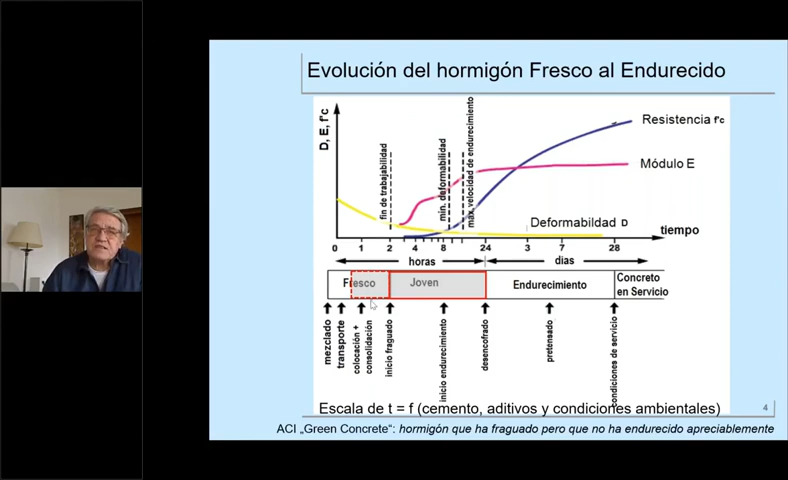 Evolución del hormigón Fresco al Endurecido
D, E, f'c
fin de trabajabilidad
min. deformabilidad
max. velocidad de endurecimiento
Resistencia f'c
Módulo E
Deformabildad D
tiempo
0 1 2 4 8 24 3 7 28
horas días
Fresco Joven Endurecimiento Concreto
en Servicio
mezclado
transporte
colocación +
consolidación
inicio fraguado
inicio endurecimiento
desencofrado
pretensado
condiciones de servicio
Escala de t = f (cemento, aditivos y condiciones ambientales)
4
ACI „Green Concrete“: hormigón que ha fraguado pero que no ha endurecido apreciablemente